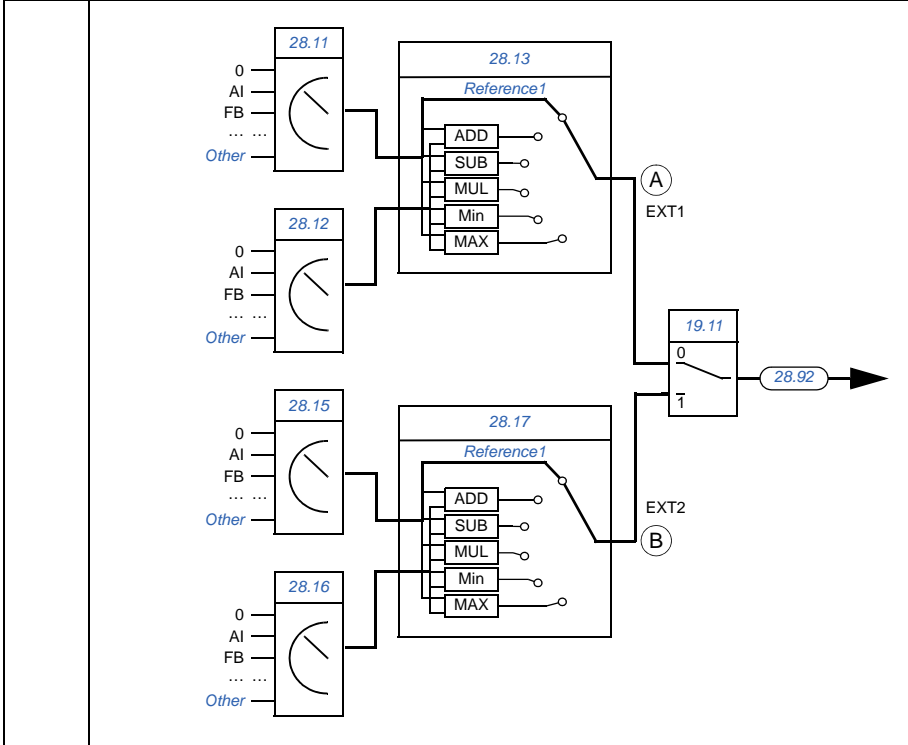 28.11
0
AI
FB
... ...
Other
28.12
0
AI
FB
... ...
Other
28.13
Reference1
ADD
SUB
MUL
Min
MAX
A
EXT1
19.11
0
1
28.92
28.15
0
AI
FB
... ...
Other
28.16
0
AI
FB
... ...
Other
28.17
Reference1
ADD
SUB
MUL
Min
MAX
EXT2
B